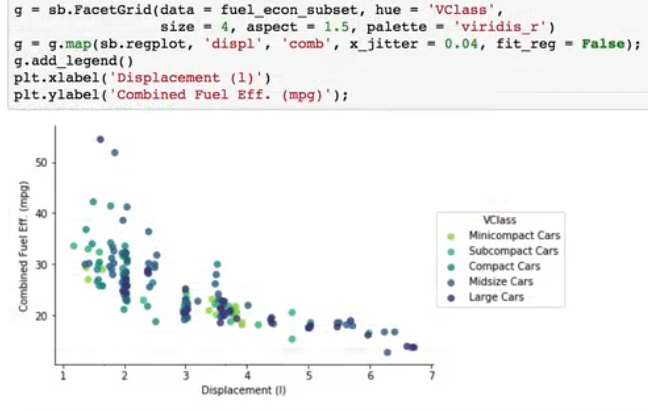 g = sb.FacetGrid(data = fuel_econ_subset, hue = 'VClass',
size = 4, aspect = 1.5, palette = 'viridis_r')
g = g.map(sb.regplot, 'displ', 'comb', x_jitter = 0.04, fit_reg = False);
g.add_legend()
plt.xlabel('Displacement (l)')
plt.ylabel('Combined Fuel Eff. (mpg)');
Combined Fuel Eff. (mpg)
50
40
30
20
VClass
Minicompact Cars
Subcompact Cars
Compact Cars
Midsize Cars
Large Cars
1 2 3 4 5 6 7
Displacement (l)